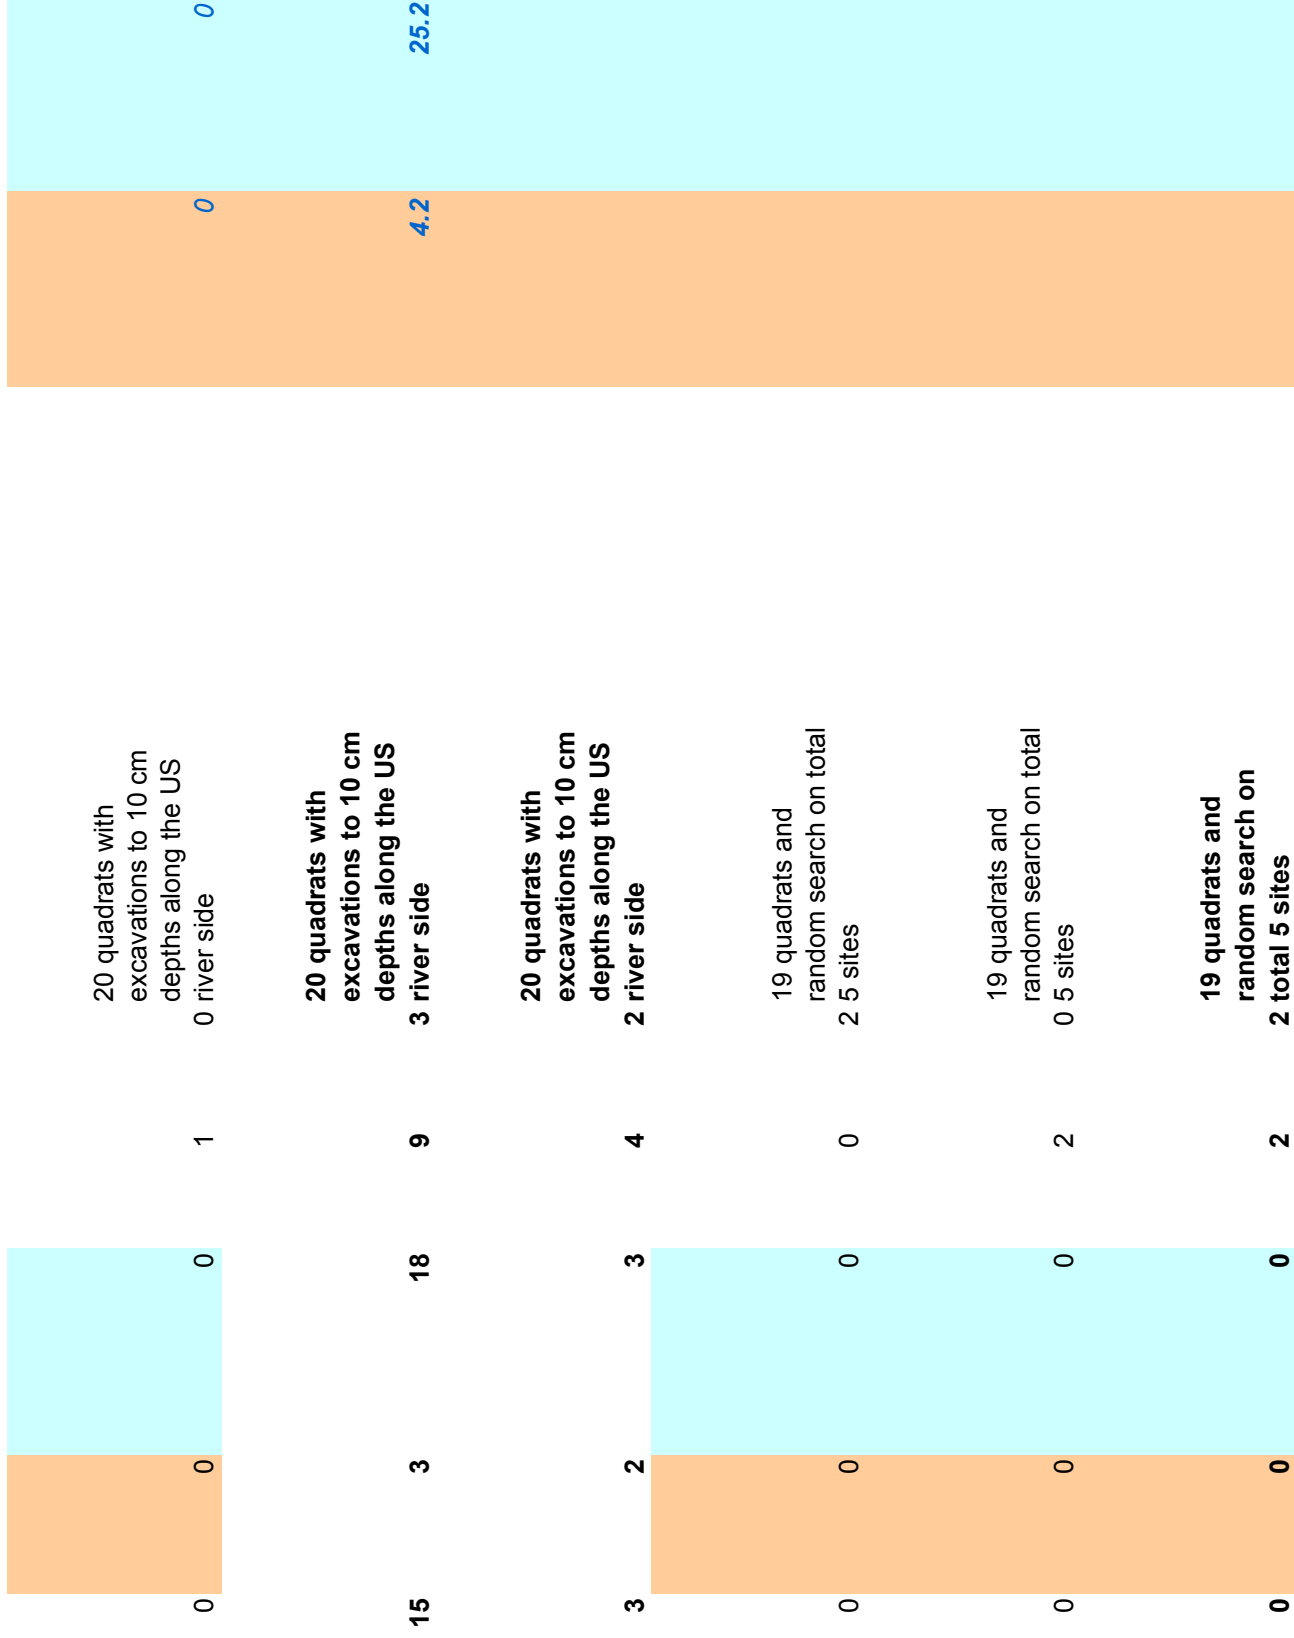 20 quadrats with
excavations to 10 cm
depths along the US
0 0 0 1 0 river side 0 0
20 quadrats with
excavations to 10 cm
depths along the US
15 3 18 9 3 river side 4.2 25.2
20 quadrats with
excavations to 10 cm
depths along the US
3 2 3 4 2 river side
19 quadrats and
random search on total
0 0 0 0 2 5 sites
19 quadrats and
random search on total
0 0 0 2 0 5 sites
19 quadrats and
random search on
0 0 0 2 2 total 5 sites